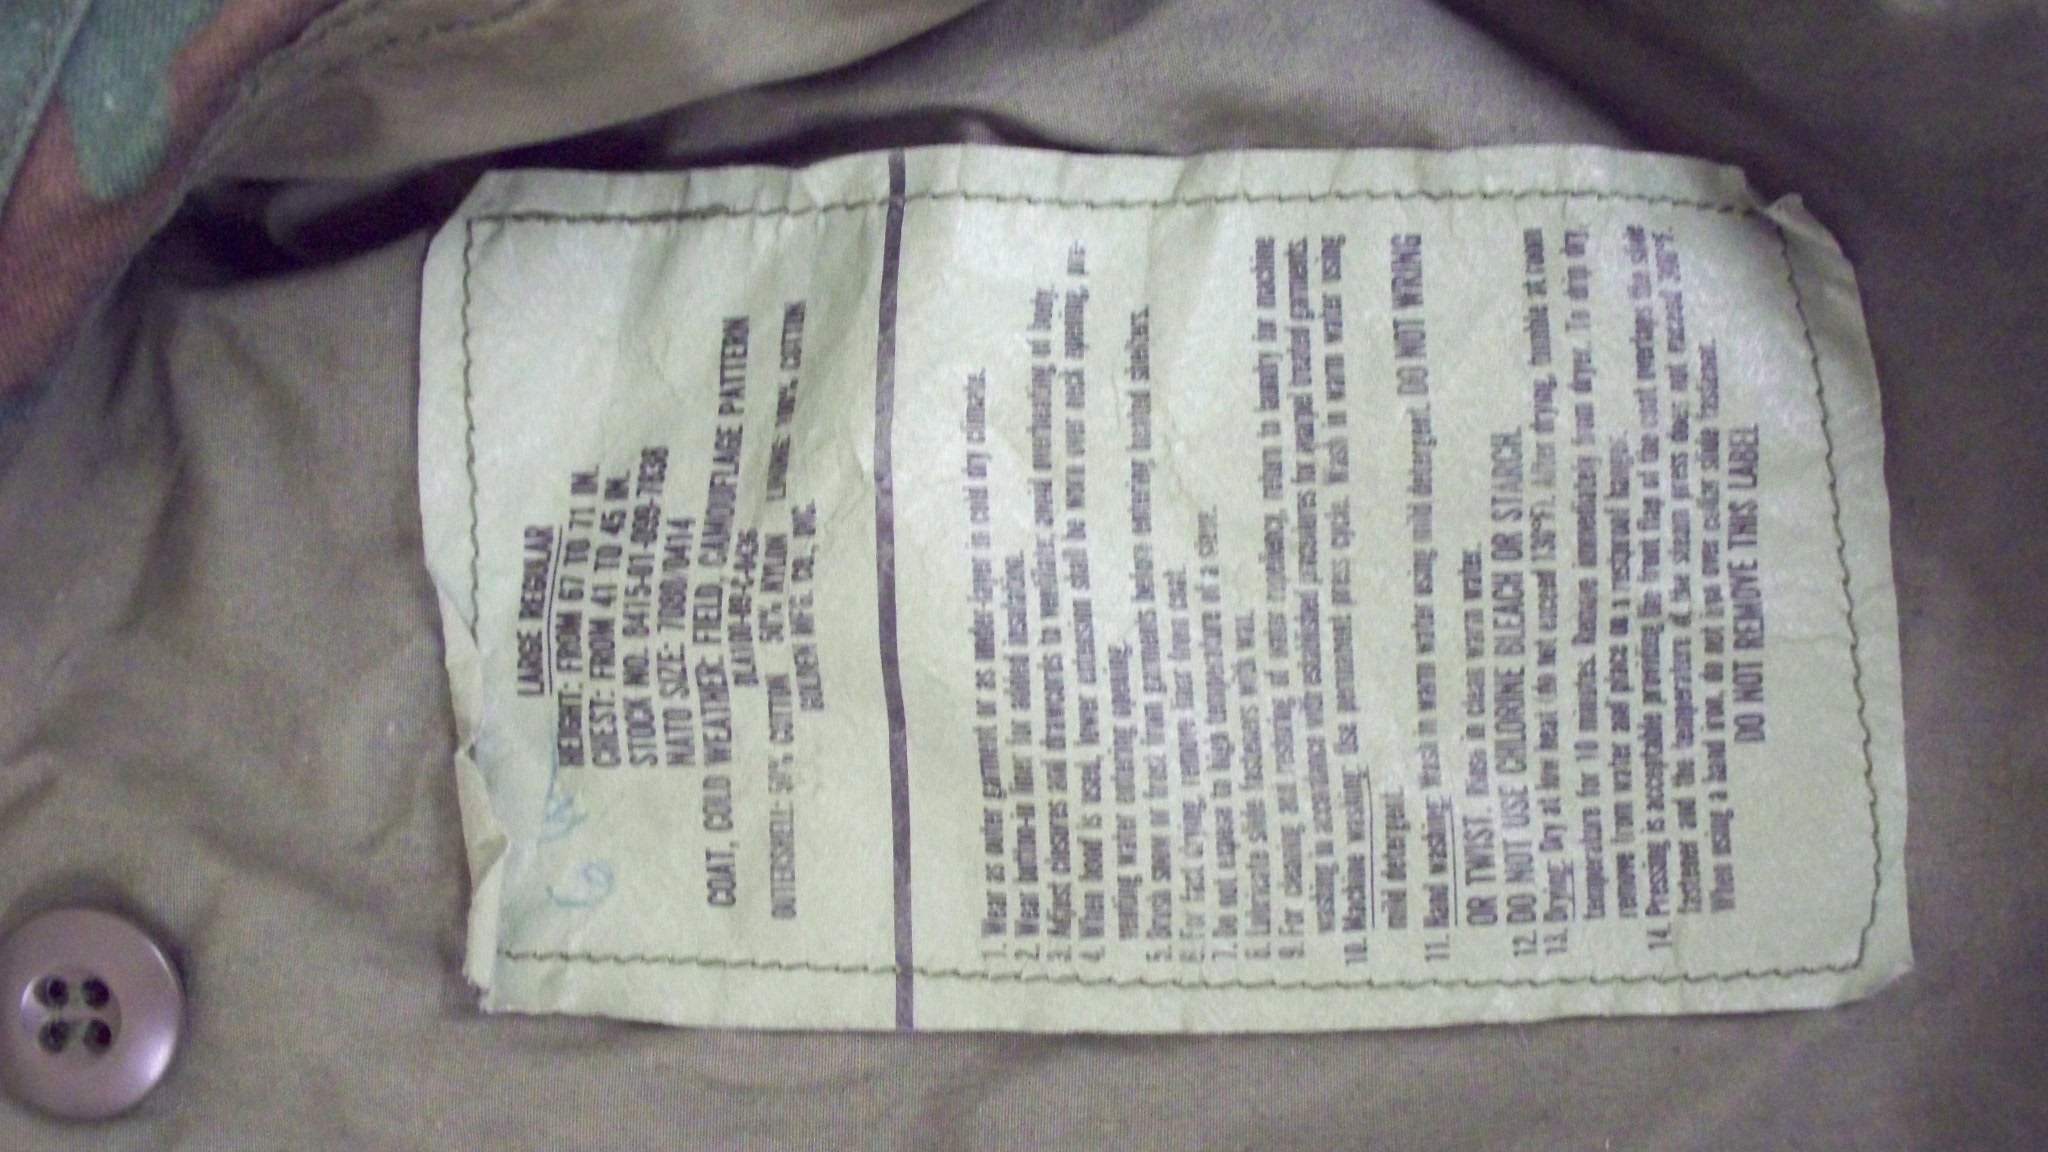 LARGE REGULAR
HEIGHT: FROM 67 TO 71 IN.
CHEST: FROM 41 TO 45 IN.
STOCK NO. 8415-01-099-7838
NATO SIZE: 7080/0414
COAT, COLD WEATHER: FIELD, CAMOUFLAGE PATTERN
OUTERSHELL: 50% COTTON 50% NYLON LINING 100% COTTON
MFG. CO., INC.
1. Wear as outer garment or as under-layer in cold dry climate.
2. Wear button-in liner for added insulation.
3. Adjust closures and drawcords to ventilate, avoid overheating of body.
4. When hood is used, lower extension shall be worn over neck opening, pre-
venting water entering opening.
5. Brush snow or frost from garments before entering heated shelters.
6. For fast drying, remove liner from coat.
7. Do not expose to high temperature of a
8. Lubricate slide fasteners with wax.
9. For cleaning and restoring of water repellency, return to laundry for machine
washing in accordance with established procedures for quarpel treated garments.
10. Machine washing: Use permanent press cycle. Wash in warm water using
mild detergent.
11. Hand washing: Wash in warm water using mild detergent. DO NOT WRING
OR TWIST. Rinse in clean warm water.
12. DO NOT USE CHLORINE BLEACH OR STARCH.
13. Drying: Dry at low heat (do not exceed 130°F). After drying, tumble at room
temperature for 10 minutes. Remove immediately from dryer. To drip dry,
remove from water and place on a rustproof hanger.
14. Pressing is acceptable providing the front flap of the coat overlaps the slide
fastener and the temperature of the steam press does not exceed 300°F.
When using a hand iron, do not iron over collar slide fastener.
DO NOT REMOVE THIS LABEL